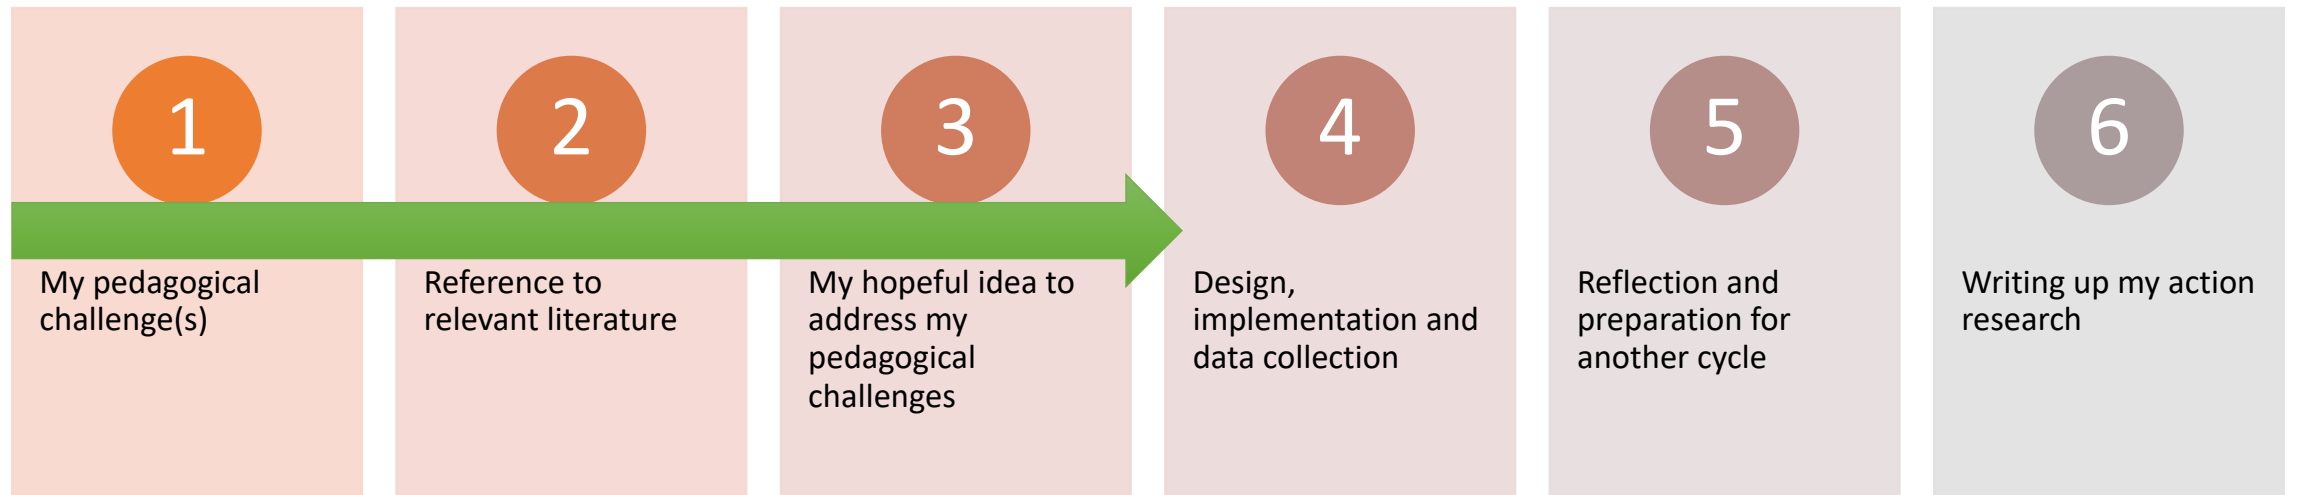 1
My pedagogical
challenge(s)
2
Reference to
relevant literature
3
My hopeful idea to
address my
pedagogical
challenges
4
Design,
implementation and
data collection
5
Reflection and
preparation for
another cycle
6
Writing up my action
research